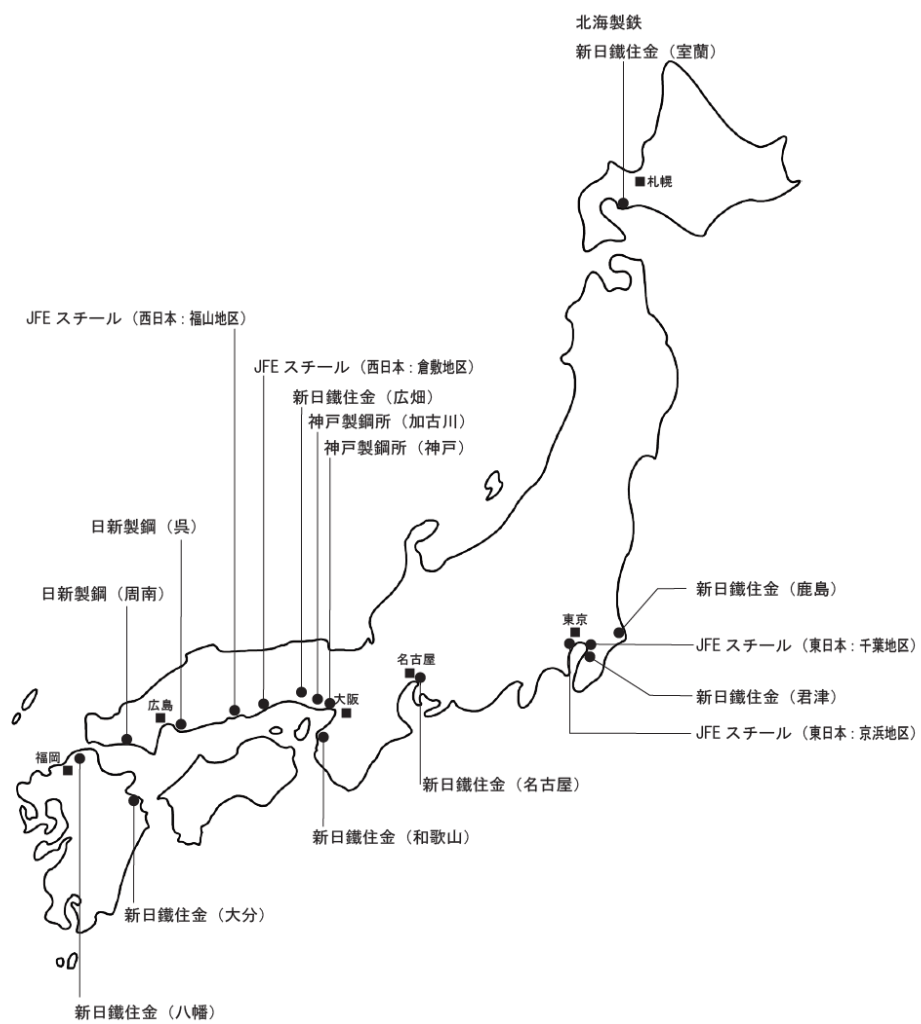 北海製鉄
新日鐵住金（室蘭）
札幌
JFE スチール（西日本：福山地区）
JFE スチール（西日本：倉敷地区）
新日鐵住金（広畑）
神戸製鋼所（加古川）
神戸製鋼所（神戸）
日新製鋼（呉）
日新製鋼（周南）
新日鐵住金（鹿島）
東京
JFE スチール（東日本：千葉地区）
名古屋
新日鐵住金（君津）
大阪
広島
JFE スチール（東日本：京浜地区）
福岡
新日鐵住金（名古屋）
新日鐵住金（和歌山）
新日鐵住金（大分）
新日鐵住金（八幡）